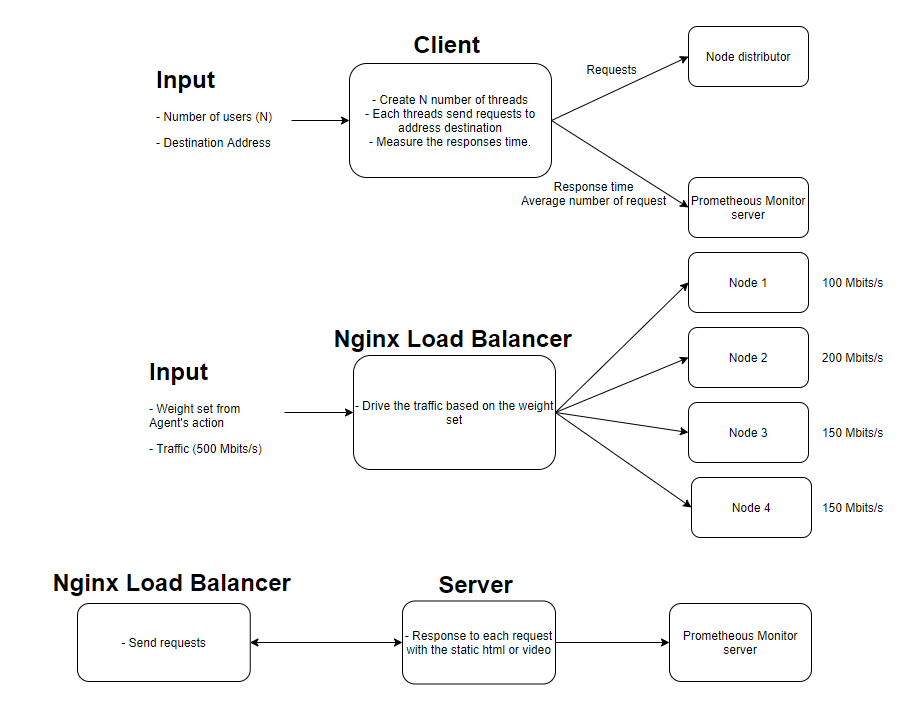 Client
Input
- Number of users (N)
- Destination Address
- Create N number of threads
- Each threads send requests to
address destination
- Measure the responses time.
Requests
Node distributor
Response time
Average number of request
Prometheous Monitor
server
Nginx Load Balancer
Input
- Weight set from
Agent's action
- Traffic (500 Mbits/s)
- Drive the traffic based on the weight
set
Node 1
100 Mbits/s
Node 2
200 Mbits/s
Node 3
150 Mbits/s
Node 4
150 Mbits/s
Nginx Load Balancer
- Send requests
Server
- Response to each request
with the static html or video
Prometheous Monitor
server